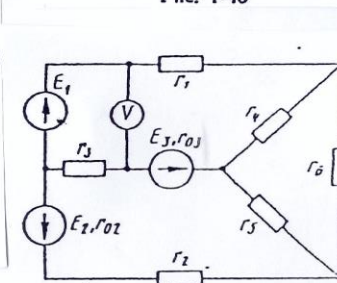 r₁
E₁
V
r₄
r₃
E₃, r₀₃
r₆
E₂, r₀₂
r₅
r₂